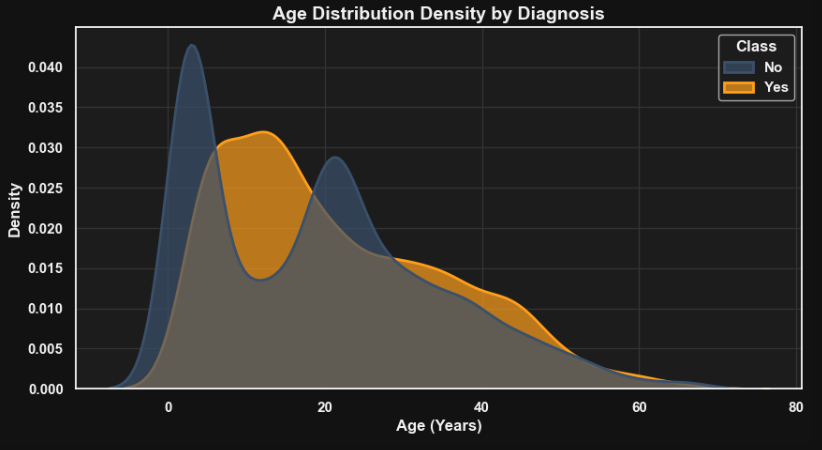 Age Distribution Density by Diagnosis
Class
No
Yes
Density
0.040
0.035
0.030
0.025
0.020
0.015
0.010
0.005
0.000
0 20 40 60 80
Age (Years)